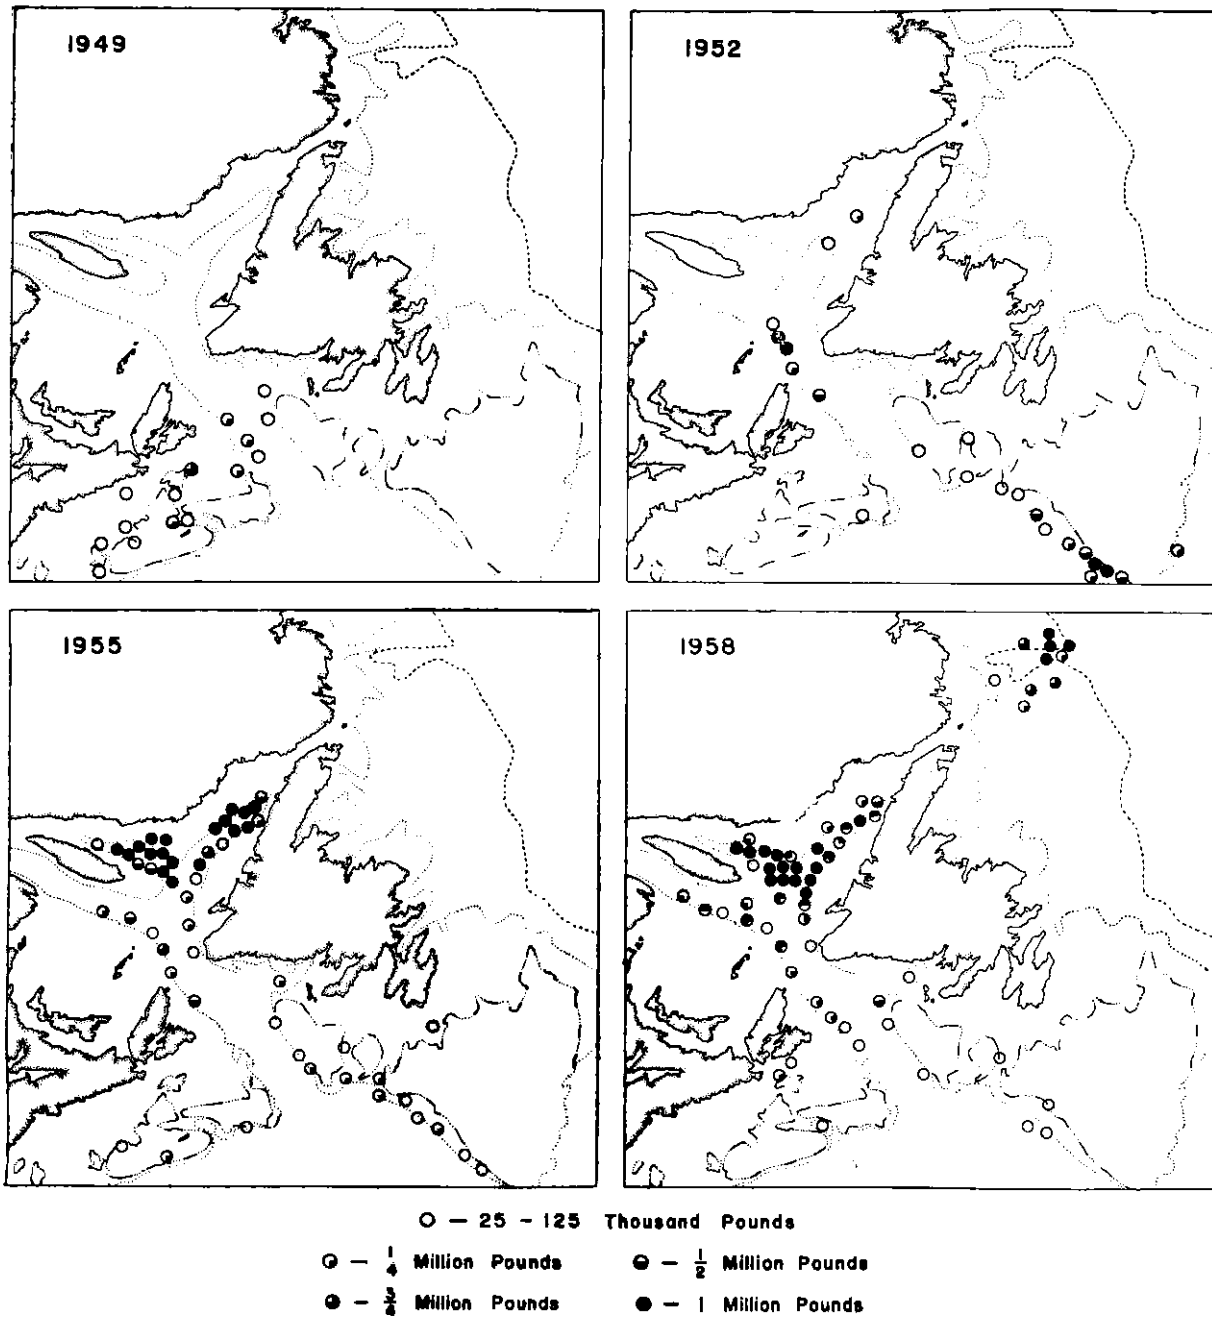 1949
1952
1955
1958
— 25 - 125 Thousand Pounds
— 1/4 Million Pounds
— 1/2 Million Pounds
— 3/4 Million Pounds
— 1 Million Pounds